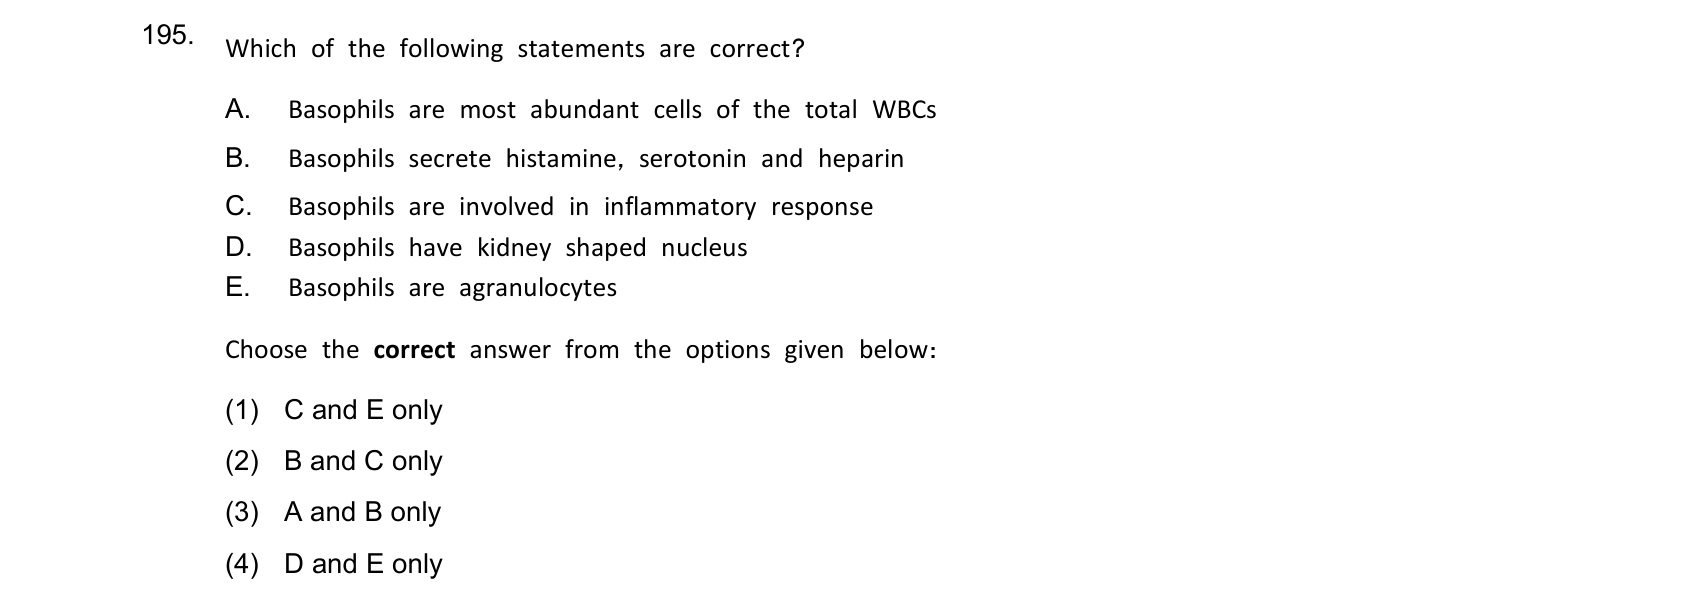 195. Which of the following statements are correct?
A. Basophils are most abundant cells of the total WBCs
B. Basophils secrete histamine, serotonin and heparin
C. Basophils are involved in inflammatory response
D. Basophils have kidney shaped nucleus
E. Basophils are agranulocytes
Choose the correct answer from the options given below:
(1) C and E only
(2) B and C only
(3) A and B only
(4) D and E only